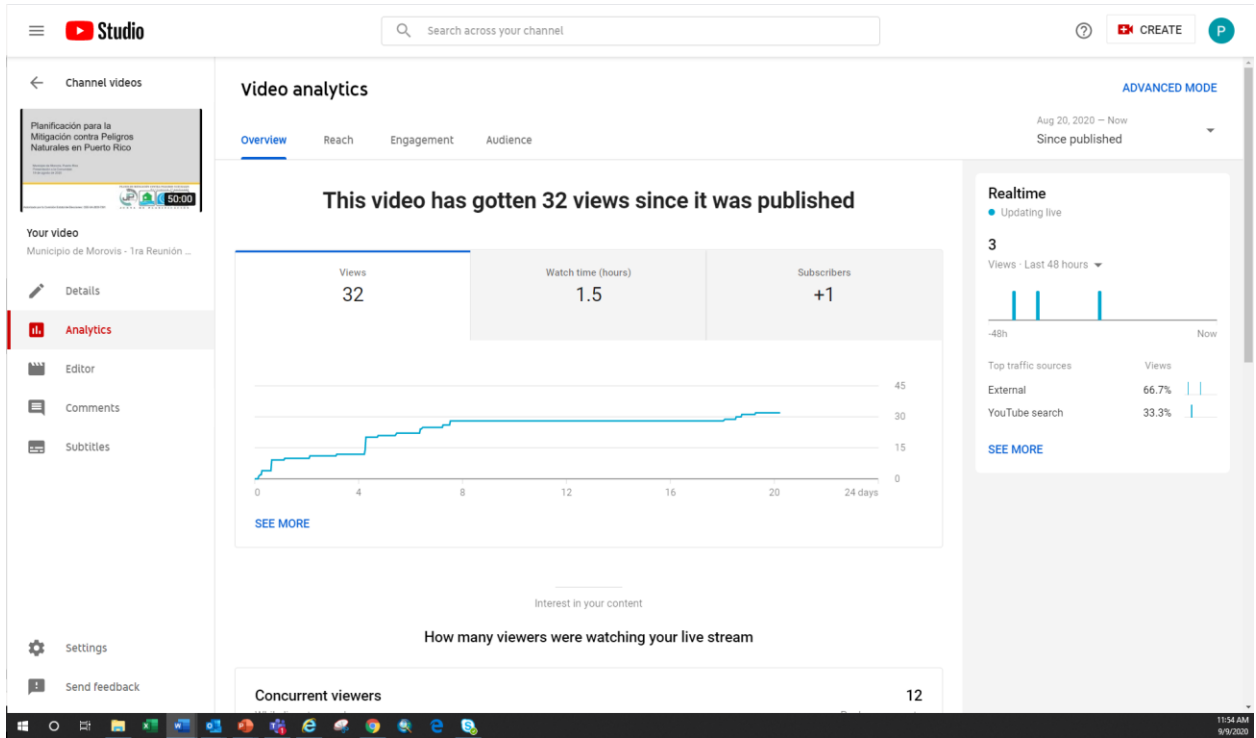 Studio
Search across your channel
CREATE
P
Channel videos
Planificación para la
Mitigación contra Peligros
Naturales en Puerto Rico
50:00
Your video
Municipio de Morovis - 1ra Reunión ...
Details
Analytics
Editor
Comments
Subtitles
Settings
Send feedback
Video analytics
ADVANCED MODE
Overview Reach Engagement Audience
Aug 20, 2020 – Now
Since published
This video has gotten 32 views since it was published
Views
32
Watch time (hours)
1.5
Subscribers
+1
45
30
15
0
0 4 8 12 16 20 24 days
SEE MORE
Interest in your content
How many viewers were watching your live stream
Concurrent viewers 12
Realtime
Updating live
3
Views · Last 48 hours
-48h Now
Top traffic sources Views
External 66.7%
YouTube search 33.3%
SEE MORE
11:54 AM
9/9/2020